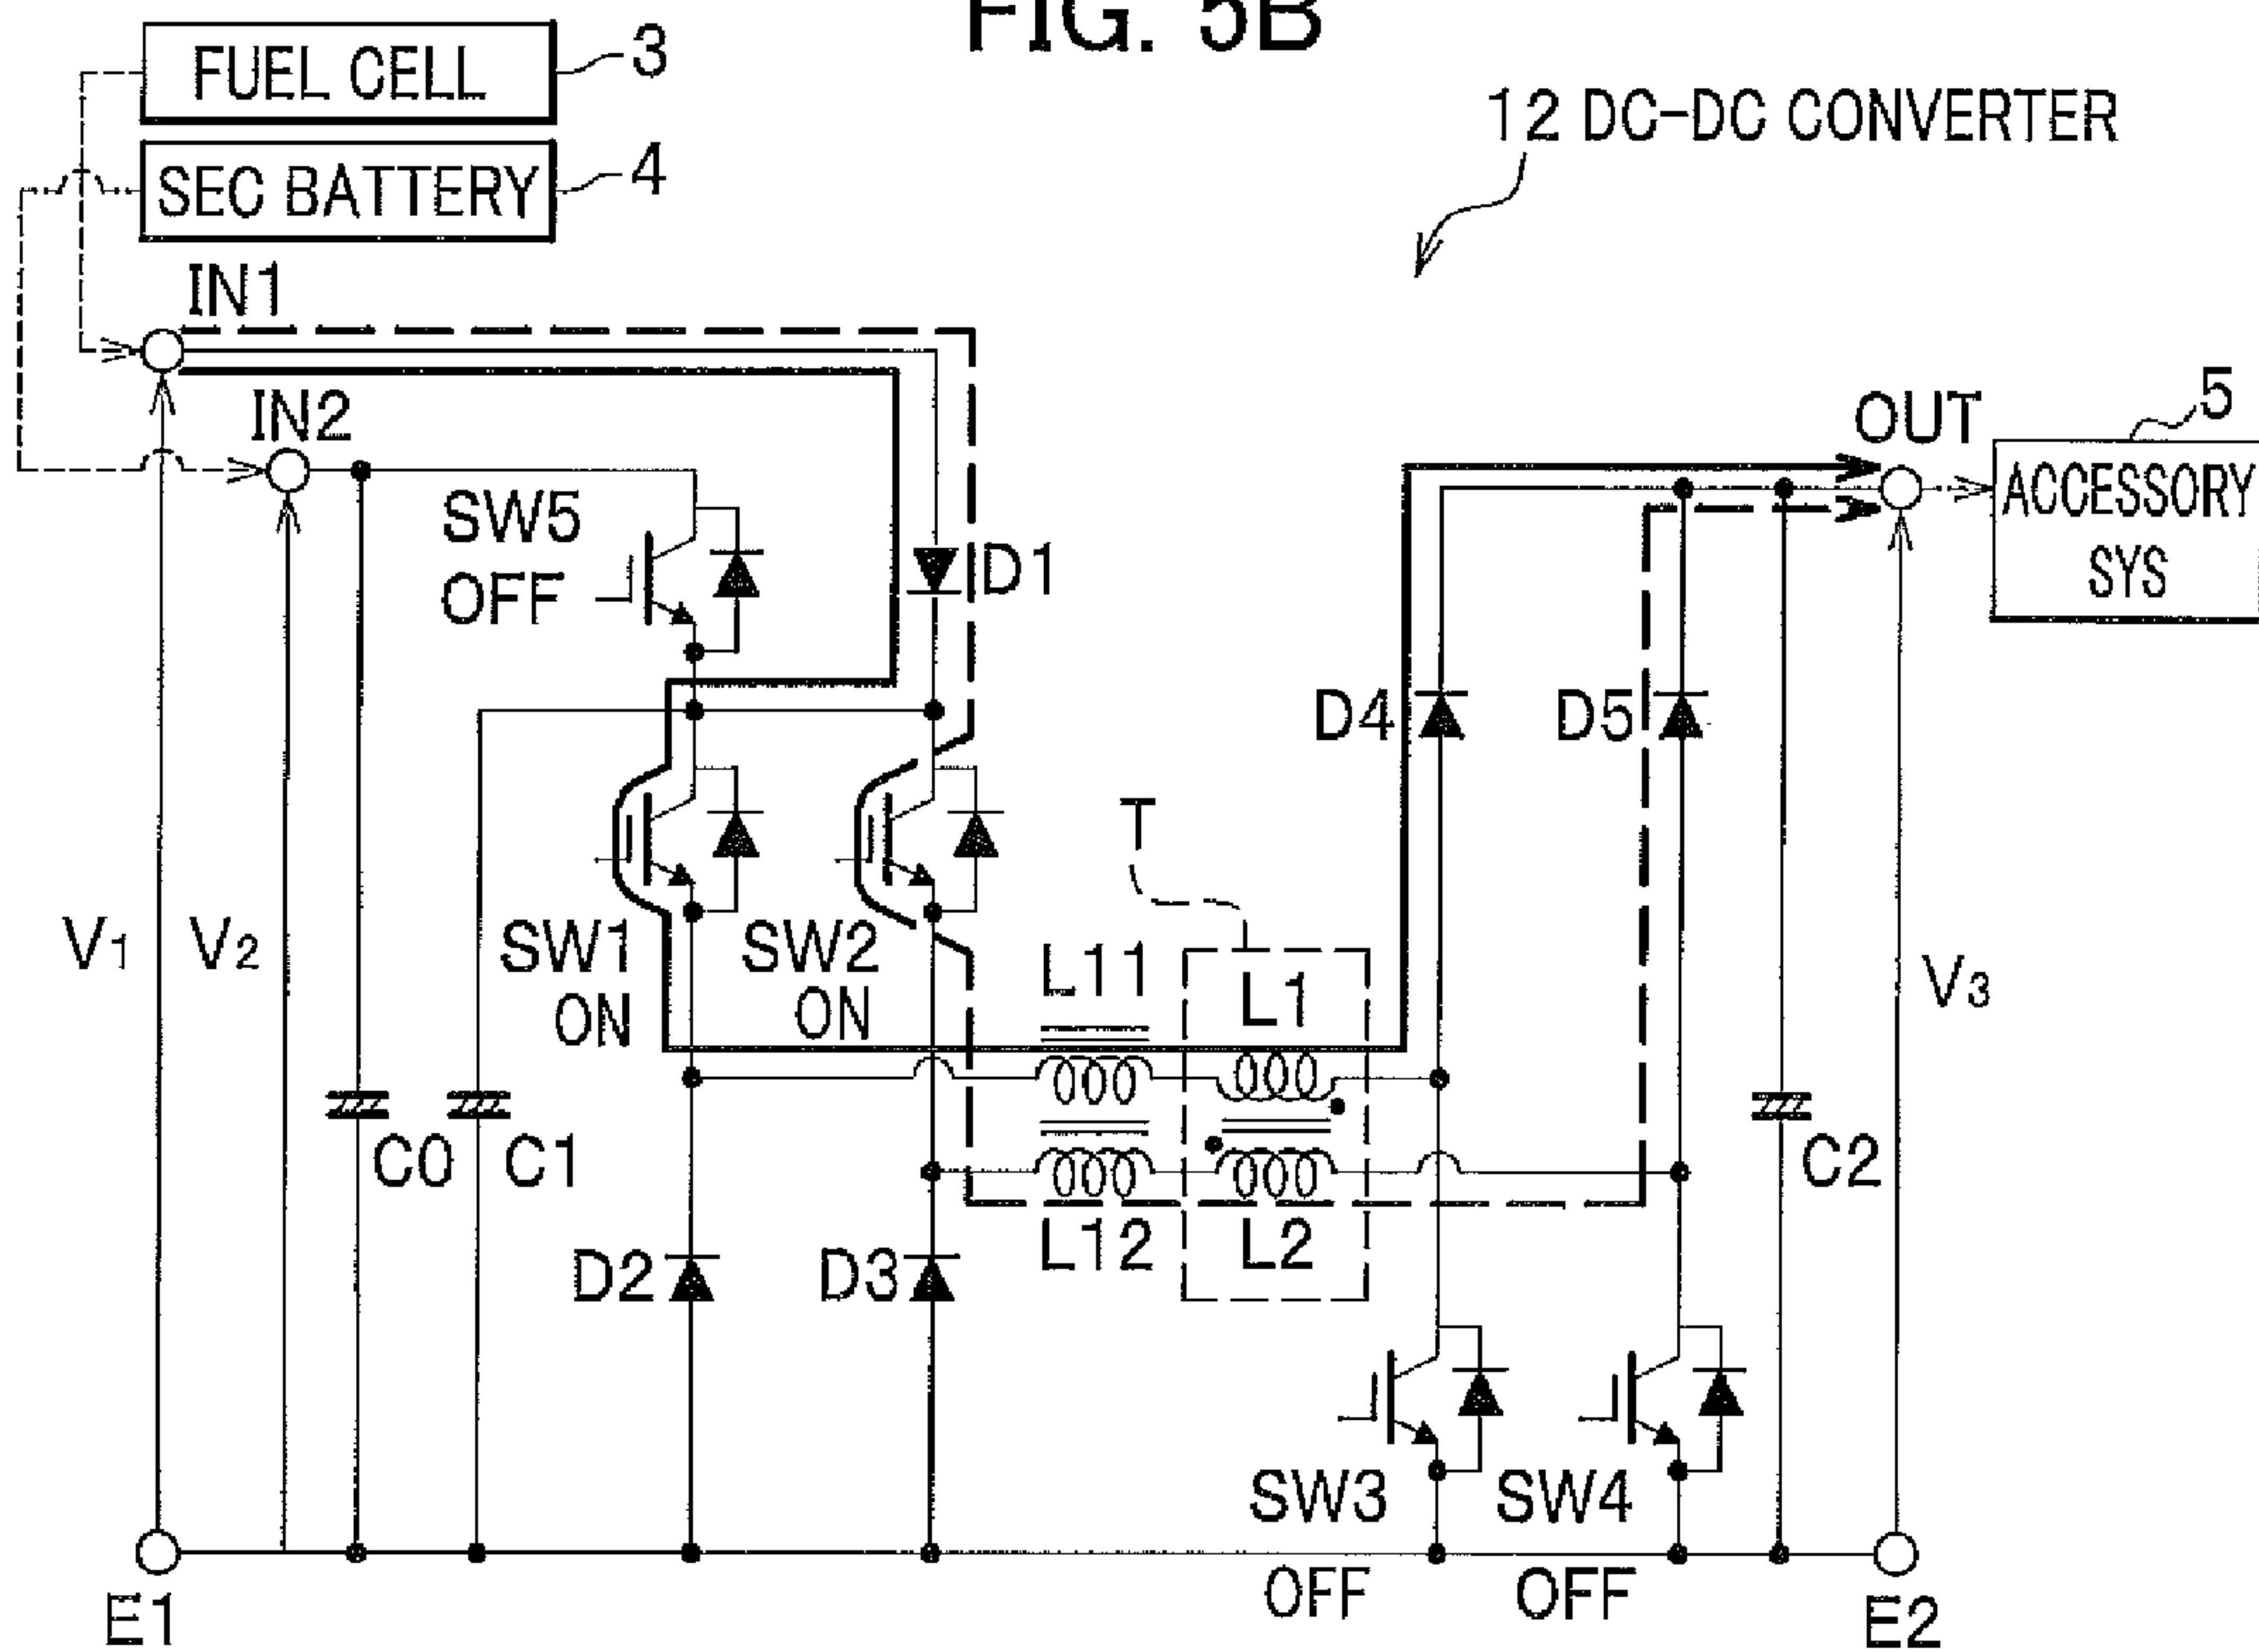 FIG. 5B
FUEL CELL
3
12 DC-DC CONVERTER
SEC BATTERY
4
IN1
IN2
OUT
5
ACCESSORY
SYS
SW5
OFF
D1
D4
D5
T
V1
V2
SW1
ON
SW2
ON
L11
L1
V3
C0
C1
C2
D2
D3
L12
L2
SW3
OFF
SW4
OFF
E1
E2